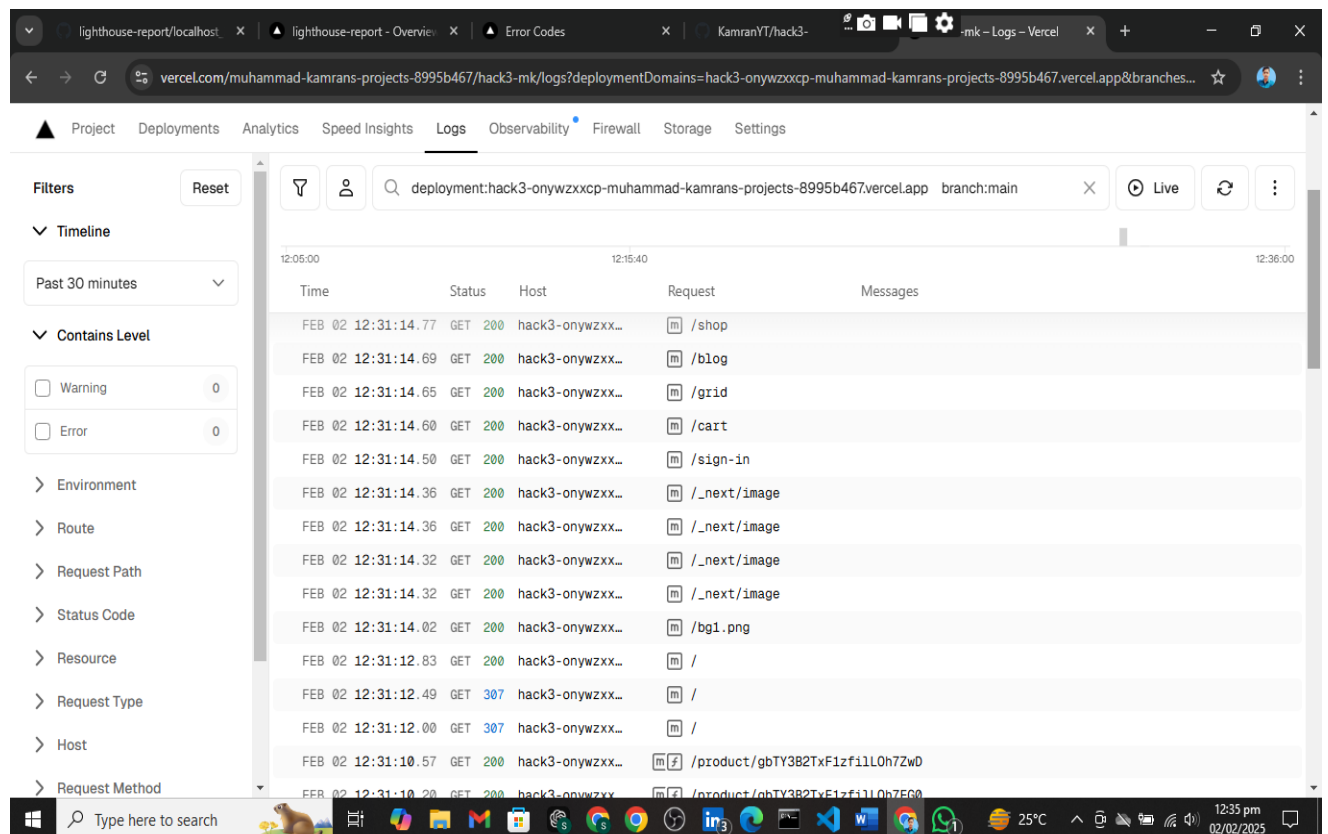 lighthouse-report/localhost_
lighthouse-report - Overview
Error Codes
KamranYT/hack3-
-mk – Logs – Vercel
vercel.com/muhammad-kamrans-projects-8995b467/hack3-mk/logs?deploymentDomains=hack3-onywzxxcp-muhammad-kamrans-projects-8995b467.vercel.app&branches...
Project Deployments Analytics Speed Insights Logs Observability Firewall Storage Settings
Filters Reset
deployment:hack3-onywzxxcp-muhammad-kamrans-projects-8995b467.vercel.app branch:main
Live
Timeline
Past 30 minutes
Contains Level
Warning 0
Error 0
Environment
Route
Request Path
Status Code
Resource
Request Type
Host
Request Method
12:05:00 12:15:40 12:36:00
Time Status Host Request Messages
FEB 02 12:31:14.77 GET 200 hack3-onywzxx… m /shop
FEB 02 12:31:14.69 GET 200 hack3-onywzxx… m /blog
FEB 02 12:31:14.65 GET 200 hack3-onywzxx… m /grid
FEB 02 12:31:14.60 GET 200 hack3-onywzxx… m /cart
FEB 02 12:31:14.50 GET 200 hack3-onywzxx… m /sign-in
FEB 02 12:31:14.36 GET 200 hack3-onywzxx… m /_next/image
FEB 02 12:31:14.36 GET 200 hack3-onywzxx… m /_next/image
FEB 02 12:31:14.32 GET 200 hack3-onywzxx… m /_next/image
FEB 02 12:31:14.32 GET 200 hack3-onywzxx… m /_next/image
FEB 02 12:31:14.02 GET 200 hack3-onywzxx… m /bg1.png
FEB 02 12:31:12.83 GET 200 hack3-onywzxx… m /
FEB 02 12:31:12.49 GET 307 hack3-onywzxx… m /
FEB 02 12:31:12.00 GET 307 hack3-onywzxx… m /
FEB 02 12:31:10.57 GET 200 hack3-onywzxx… m f /product/gbTY3B2TxF1zfilLOh7ZwD
FEB 02 12:31:10.20 GET 200 hack3-onywzxx… m f
Type here to search
25°C
12:35 pm
02/02/2025